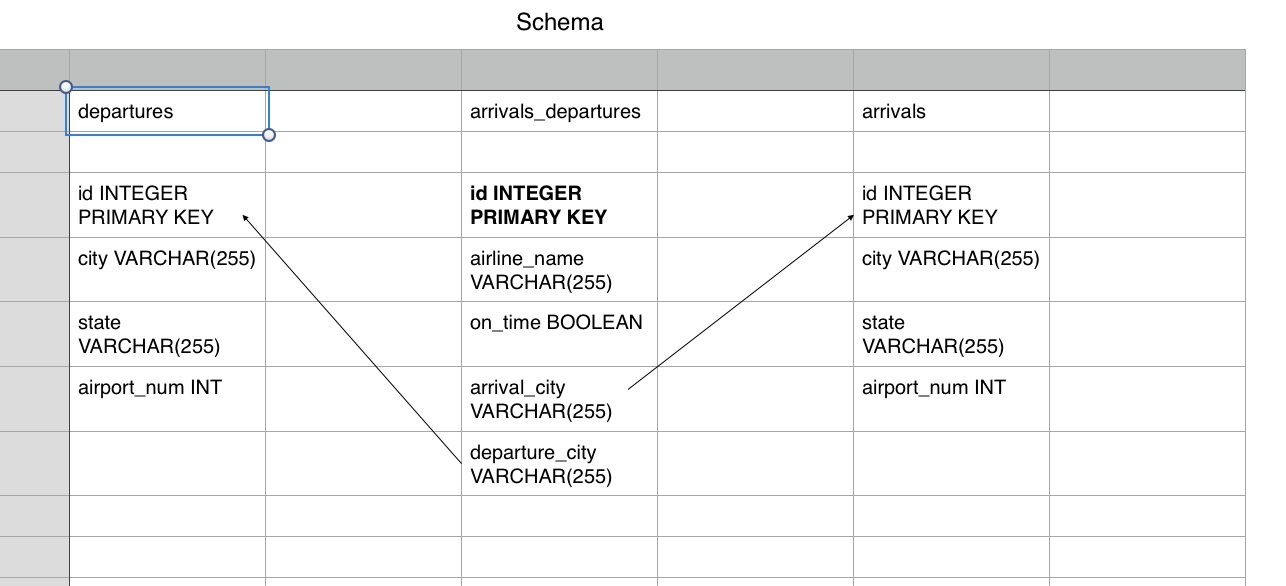 Schema
departures
arrivals_departures
arrivals
id INTEGER
PRIMARY KEY
id INTEGER
PRIMARY KEY
id INTEGER
PRIMARY KEY
city VARCHAR(255)
airline_name
VARCHAR(255)
city VARCHAR(255)
state
VARCHAR(255)
on_time BOOLEAN
state
VARCHAR(255)
airport_num INT
arrival_city
VARCHAR(255)
airport_num INT
departure_city
VARCHAR(255)